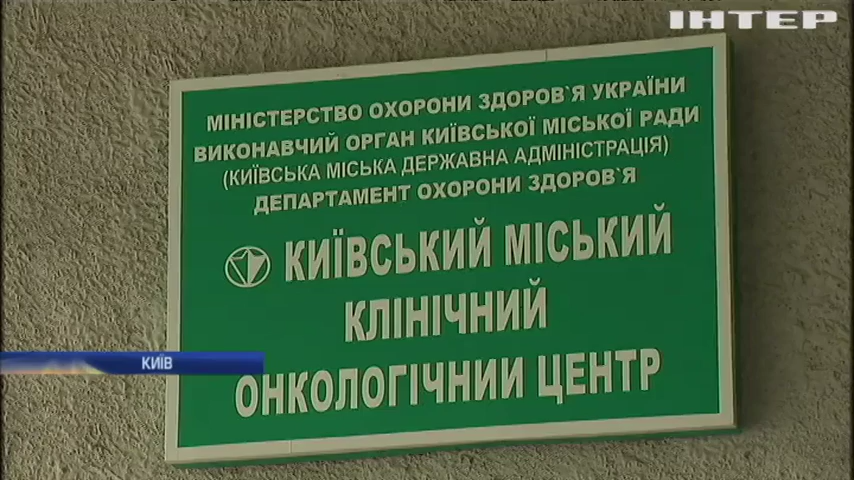 ІНТЕР
МІНІСТЕРСТВО ОХОРОНИ ЗДОРОВ`Я УКРАЇНИ
ВИКОНАВЧИЙ ОРГАН КИЇВСЬКОЇ МІСЬКОЇ РАДИ
(КИЇВСЬКА МІСЬКА ДЕРЖАВНА АДМІНІСТРАЦІЯ)
ДЕПАРТАМЕНТ ОХОРОНИ ЗДОРОВ`Я
КИЇВСЬКИЙ МІСЬКИЙ
КЛІНІЧНИЙ
ОНКОЛОГІЧНИЙ ЦЕНТР
КИЇВ